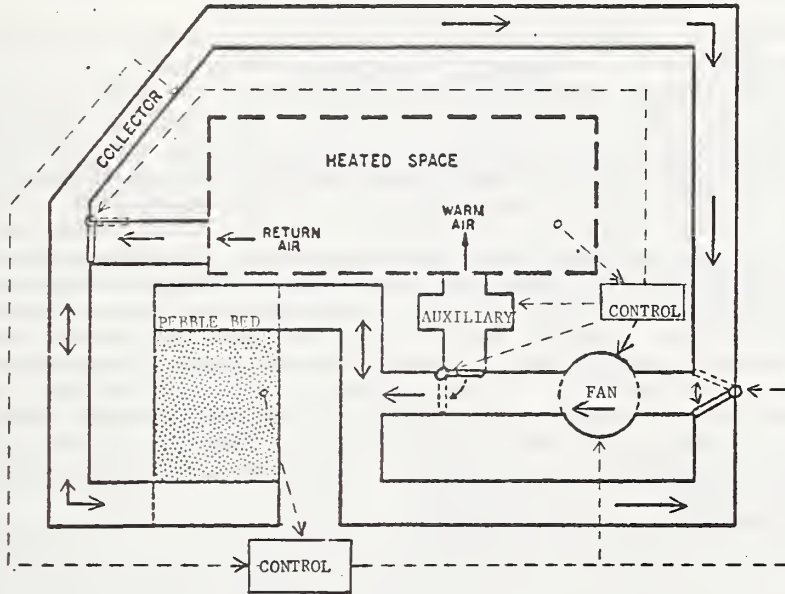 COLLECTOR
HEATED SPACE
WARM
AIR
RETURN
AIR
PEBBLE BED
AUXILIARY
CONTROL
FAN
CONTROL